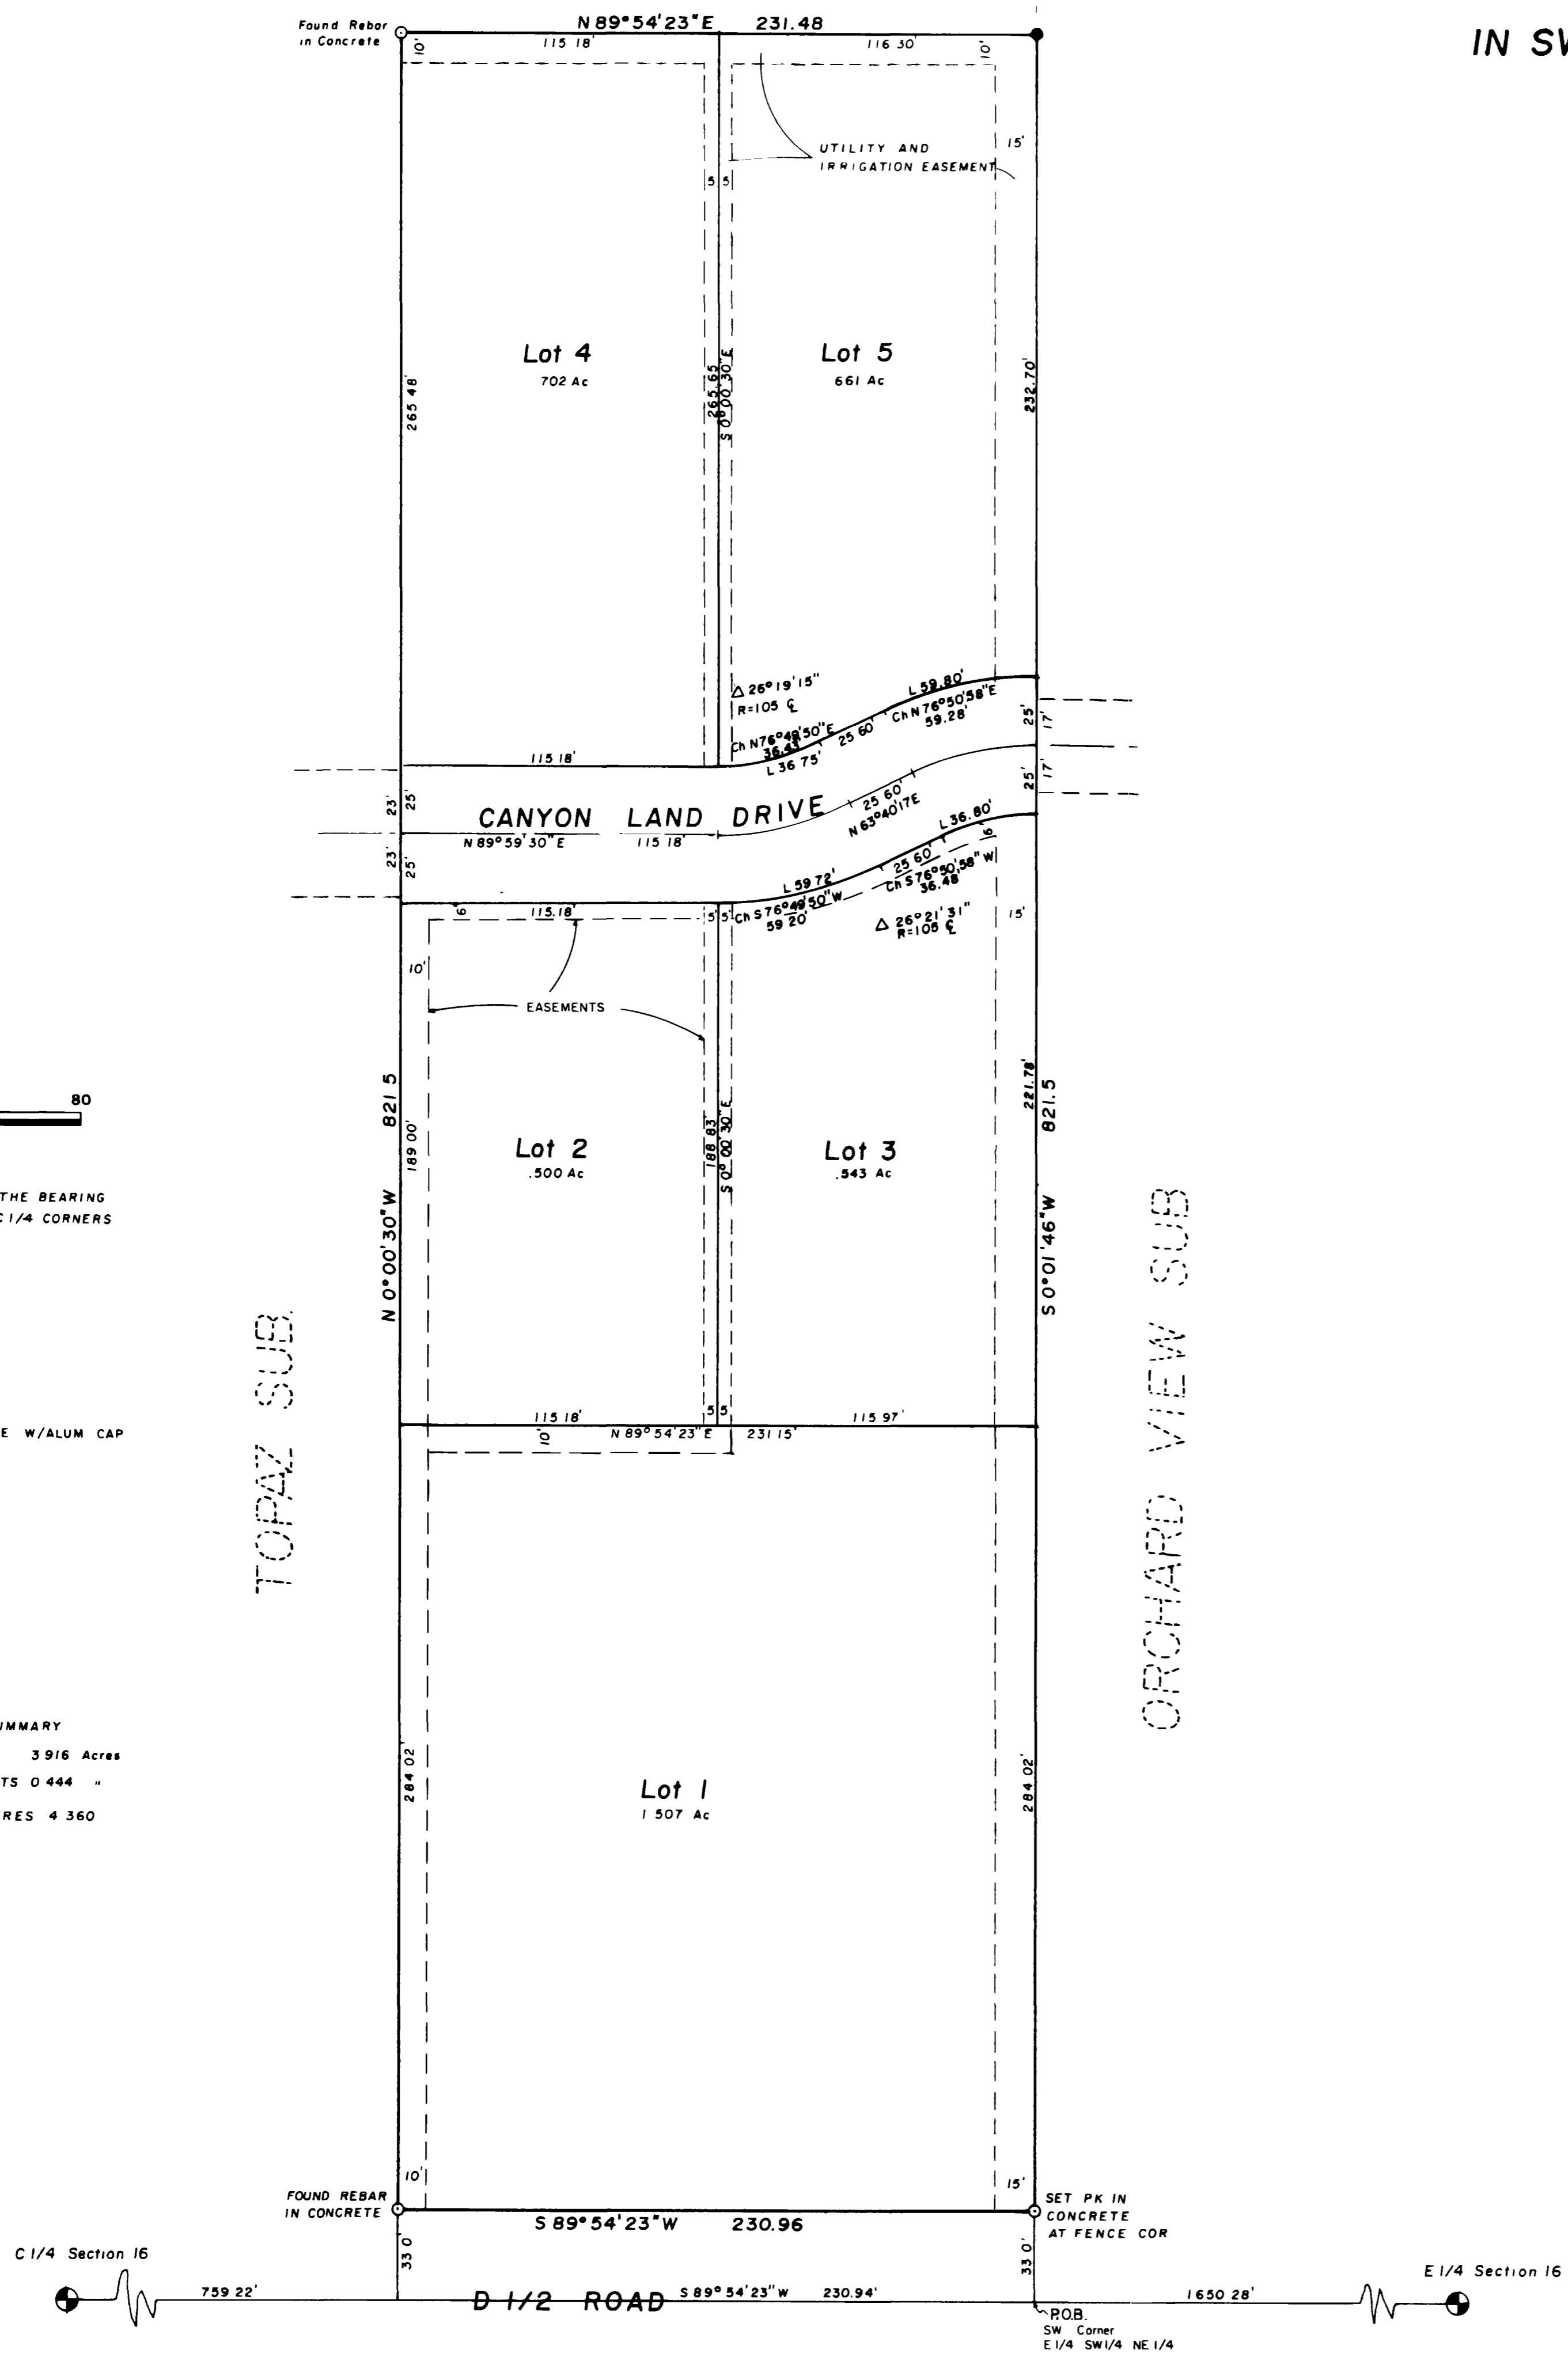 N 89°54'23"E 231.48
Found Rebar
in Concrete
IN SW
115 18'
116 30'
10'
10'
15'
UTILITY AND
IRRIGATION EASEMENT
5 5
Lot 4
702 Ac
Lot 5
661 Ac
265 48'
265.65
S 0°00'30"E
232.70'
Δ 26°19'15"
R=105 ℄
L 59.80'
Ch N 76°50'58"E
59.28'
Ch N76°49'50"E
36.43'
L 36 75'
25 60'
115 18'
25'
17'
25'
17'
23'
25'
23'
25'
CANYON LAND DRIVE
N 89°59'30"E 115 18'
25 60'
N 63°40'17E
L 36.80'
6'
25 60'
Ch S 76°50'58" W
36.48'
L 59 72'
Ch S 76°49'50"W
59 20'
Δ 26°21'31"
R=105 ℄
6'
115.18'
5' 5'
15'
10'
EASEMENTS
80
821 5
N 0°00'30"W
189 00'
188 83'
S 0°00'30"E
221.78'
821.5
S 0°01'46"W
Lot 2
.500 Ac
Lot 3
.543 Ac
THE BEARING
C 1/4 CORNERS
TOPAZ SUB.
ORCHARD VIEW SUB
E W/ALUM CAP
115 18'
5 5
115 97'
10'
N 89°54'23"E 231 15'
UMMARY
3 916 Acres
TS 0 444 "
RES 4 360
284 02'
284 02'
Lot 1
1 507 Ac
10'
15'
FOUND REBAR
IN CONCRETE
SET PK IN
CONCRETE
AT FENCE COR
S 89°54'23"W 230.96
33 0'
33 0'
C 1/4 Section 16
E 1/4 Section 16
759 22'
D 1/2 ROAD S 89°54'23"W 230.94'
1650 28'
P.O.B.
SW Corner
E 1/4 SW 1/4 NE 1/4